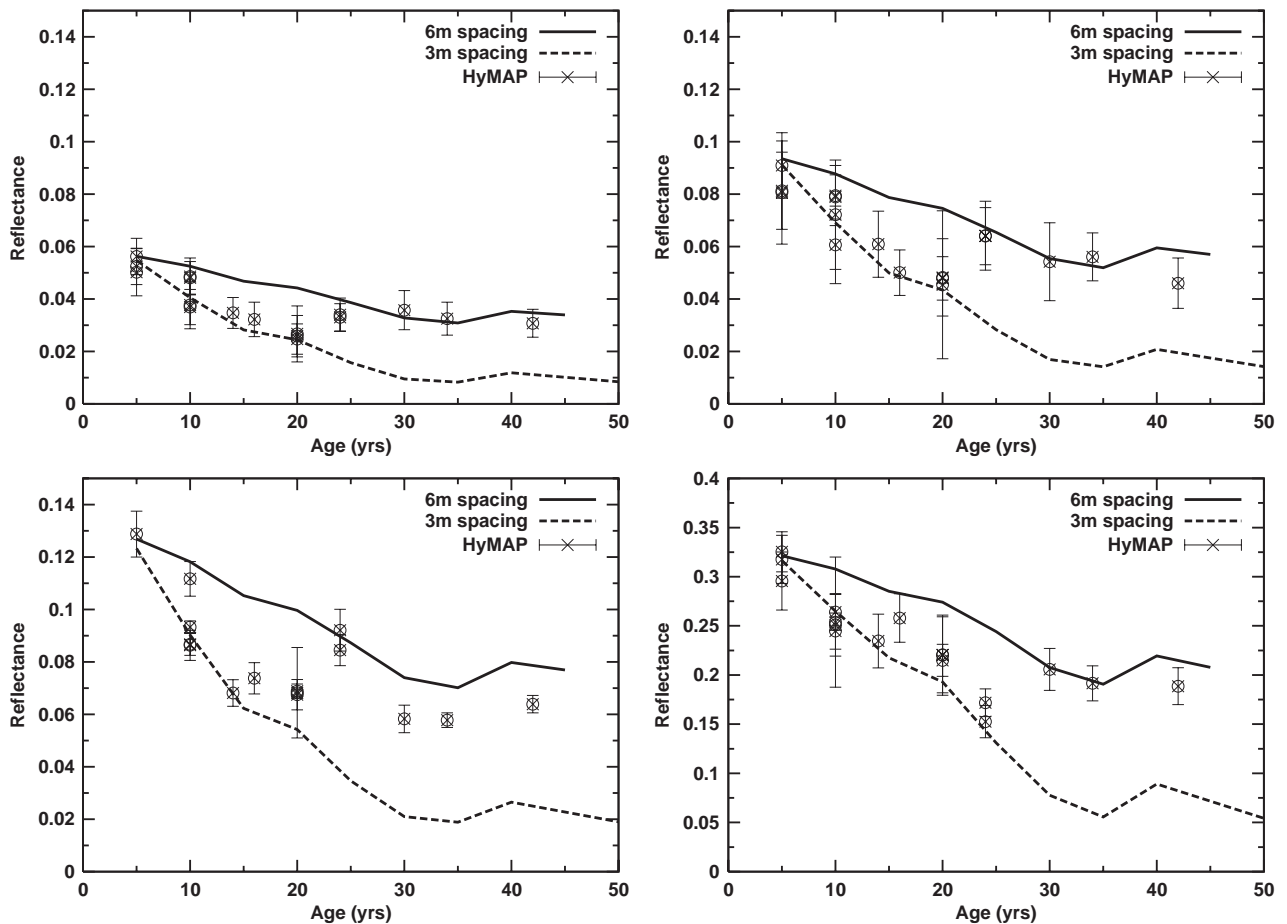 0.14
0.12
0.1
0.08
0.06
0.04
0.02
0
Reflectance
0 10 20 30 40 50
Age (yrs)
6m spacing
3m spacing
HyMAP
0.14
0.12
0.1
0.08
0.06
0.04
0.02
0
Reflectance
0 10 20 30 40 50
Age (yrs)
6m spacing
3m spacing
HyMAP
0.14
0.12
0.1
0.08
0.06
0.04
0.02
0
Reflectance
0 10 20 30 40 50
Age (yrs)
6m spacing
3m spacing
HyMAP
0.4
0.35
0.3
0.25
0.2
0.15
0.1
0.05
0
Reflectance
0 10 20 30 40 50
Age (yrs)
6m spacing
3m spacing
HyMAP